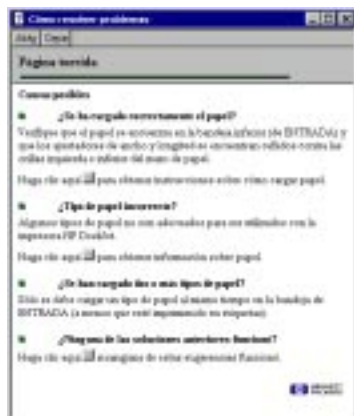 Cómo resolver problemas
Atrás Copiar
Página torcida
Causas posibles
¿Se ha cargado correctamente el papel?
Verifique que el papel se encuentra en la bandeja inferior (de ENTRADA) y
que los ajustadores de ancho y longitud se encuentran ceñidos contra las
orillas izquierda e inferior del mazo de papel.
Haga clic aquí para obtener instrucciones sobre cómo cargar papel.
¿Tipo de papel incorrecto?
Algunos tipos de papel no son adecuados para ser utilizados con la
impresora HP DeskJet.
Haga clic aquí para obtener información sobre papel.
¿Se han cargado dos o más tipos de papel?
Sólo se debe cargar un tipo de papel al mismo tiempo en la bandeja de
ENTRADA (a menos que esté imprimiendo en etiquetas).
¿Ninguna de las soluciones anteriores funcionó?
Haga clic aquí si ninguna de estas sugerencias funcionó.
HEWLETT
PACKARD